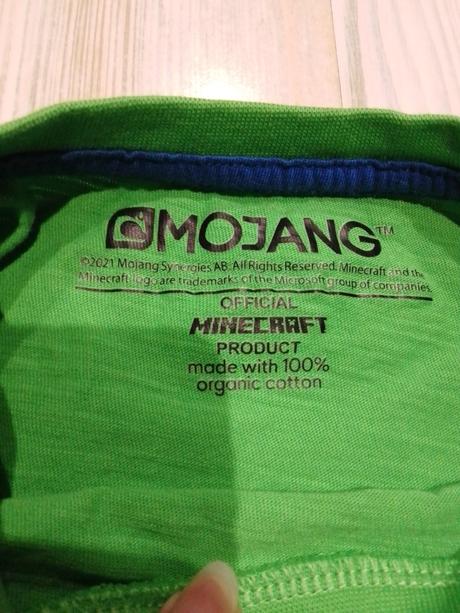 MOJANG™
©2021 Mojang Synergies AB. All Rights Reserved. Minecraft and the
Minecraft logo are trademarks of the Microsoft group of companies.
OFFICIAL
MINECRAFT
PRODUCT
made with 100%
organic cotton